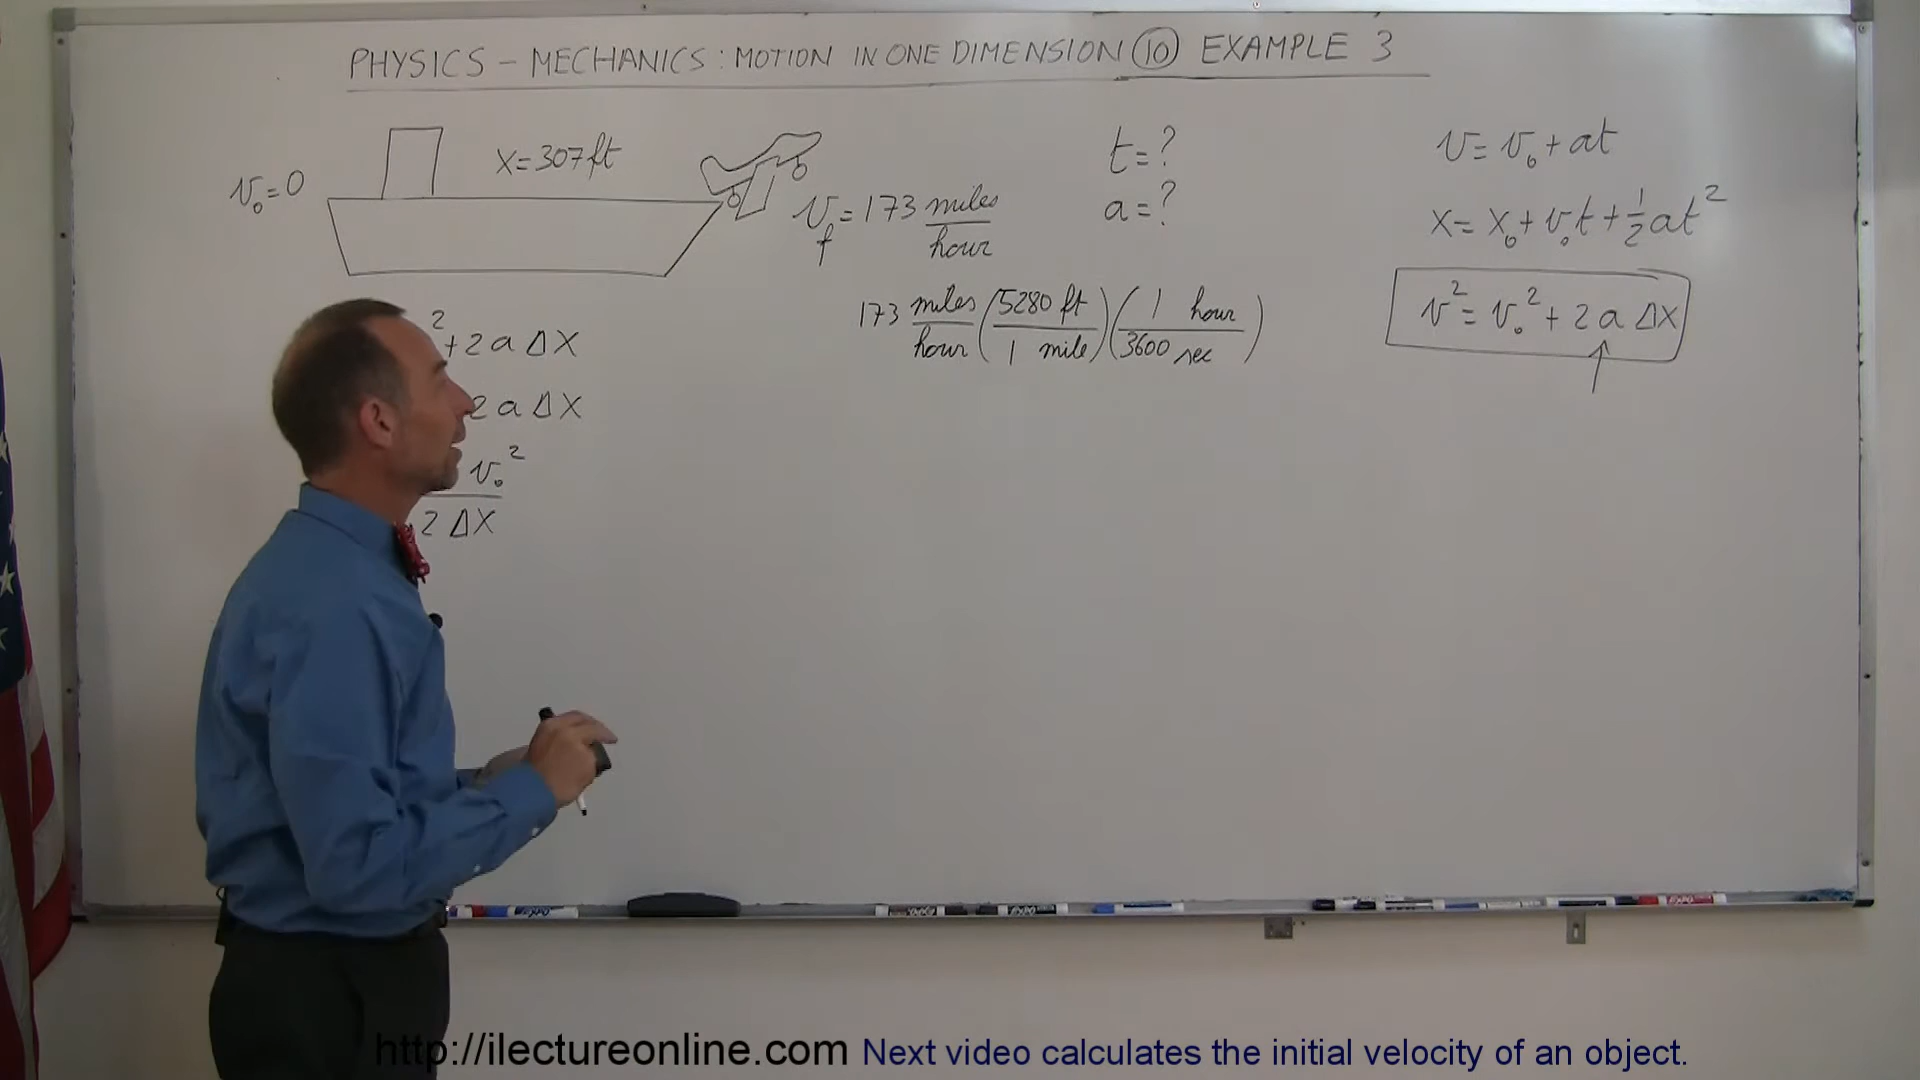 PHYSICS – MECHANICS: MOTION IN ONE DIMENSION ⑩ EXAMPLE 3
v₀=0
x=307 ft
v_f = 173 miles/hour
t=?
a=?
v = v₀ + at
x = x₀ + v₀t + ½at²
v² = v₀² + 2aΔx
173 miles/hour (5280 ft/1 mile)(1 hour/3600 sec)
² + 2aΔx
2aΔx
v₀²
2Δx
http://ilectureonline.com Next video calculates the initial velocity of an object.